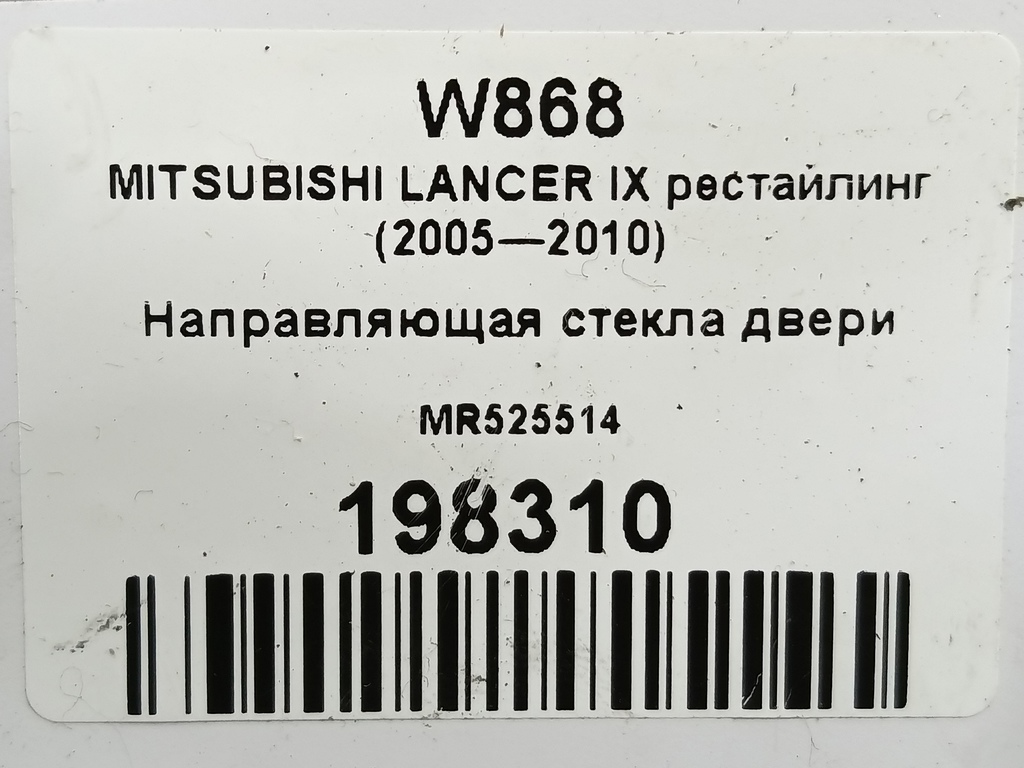 W868
MITSUBISHI LANCER IX рестайлинг
(2005—2010)
Направляющая стекла двери
MR525514
198310